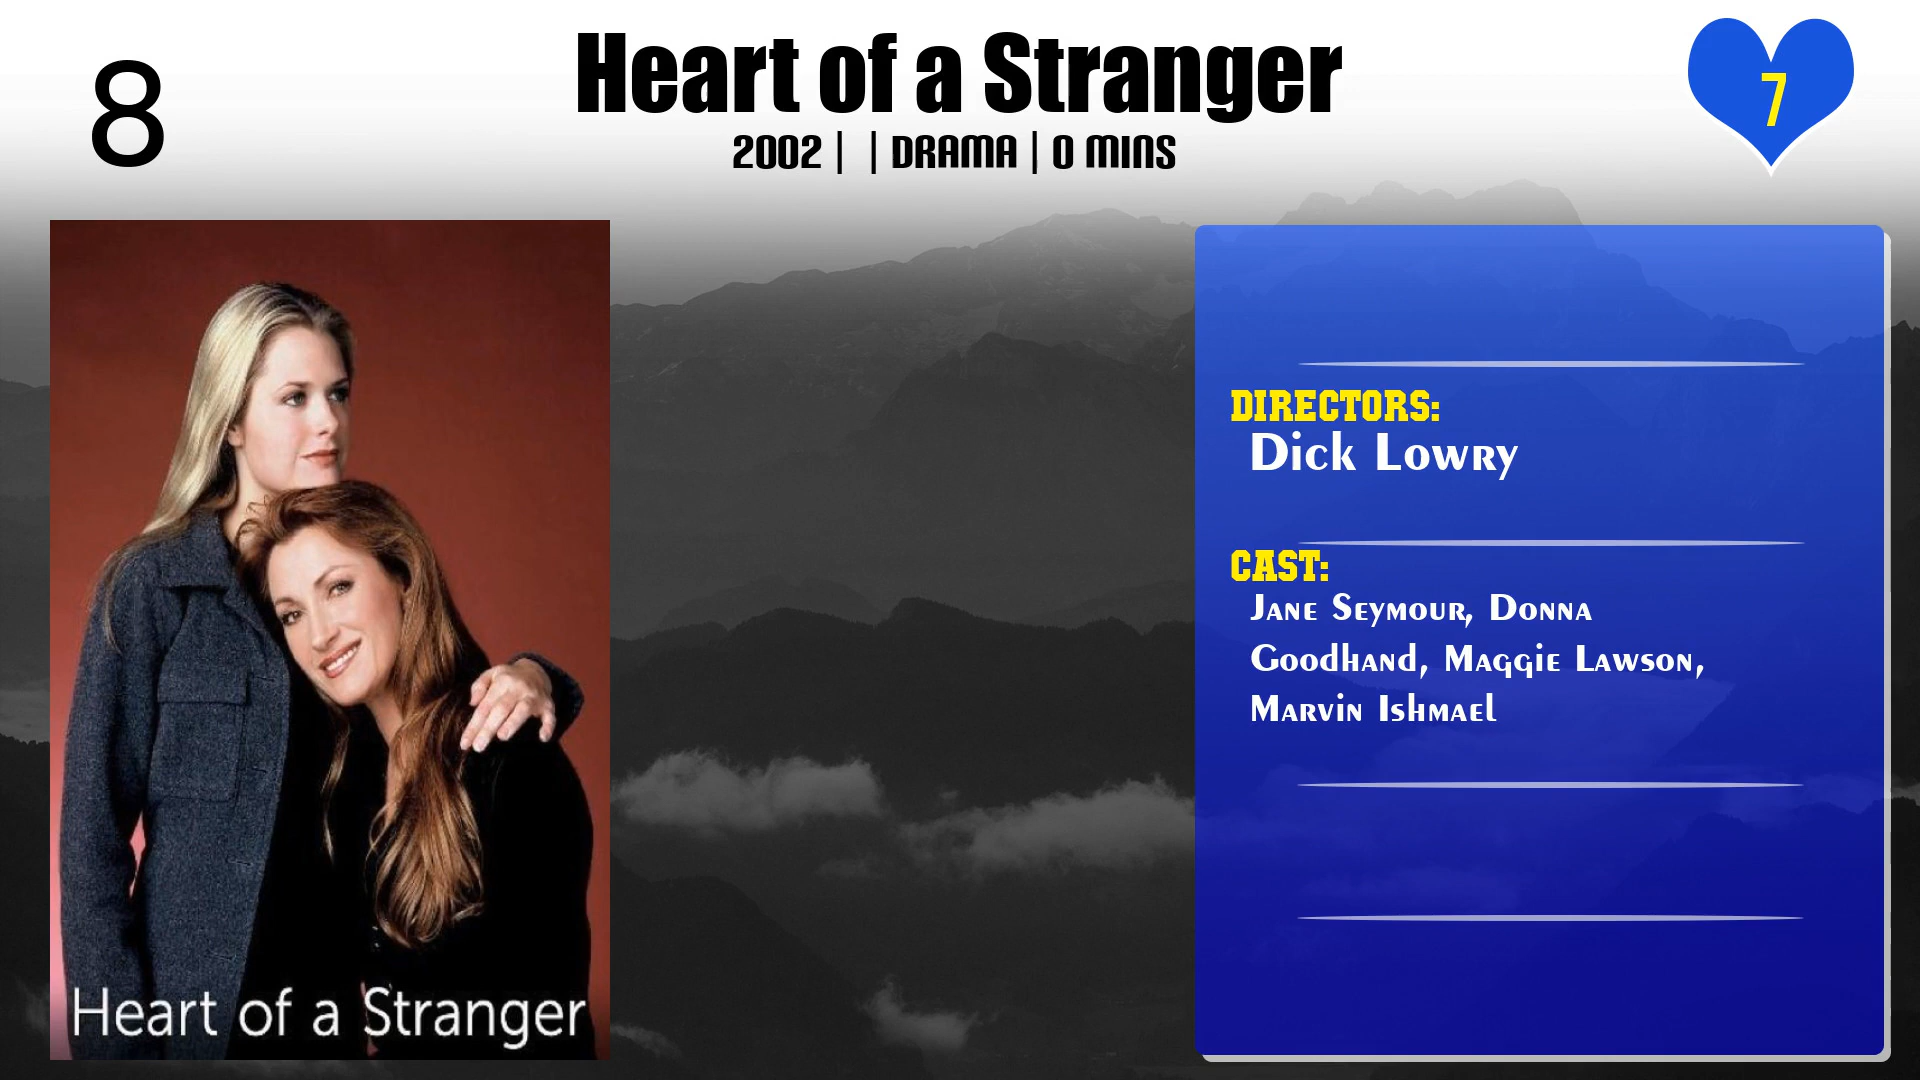 8
Heart of a Stranger
2002 | | DRAMA | 0 MINS
7
DIRECTORS:
Dick Lowry
CAST:
Jane Seymour, Donna
Goodhand, Maggie Lawson,
Marvin Ishmael
Heart of a Stranger